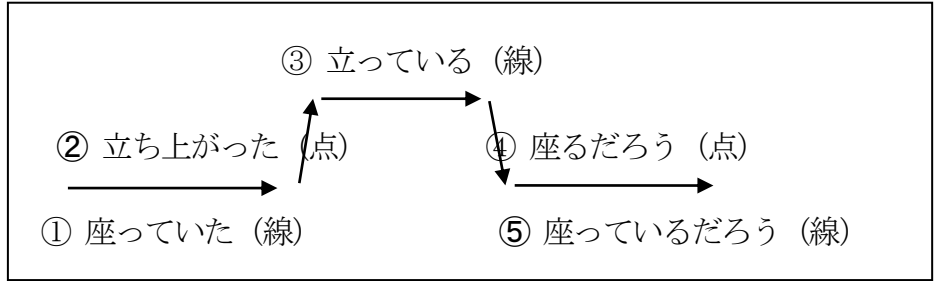 ③ 立っている (線)
② 立ち上がった (点)
④ 座るだろう (点)
① 座っていた (線)
⑤ 座っているだろう (線)